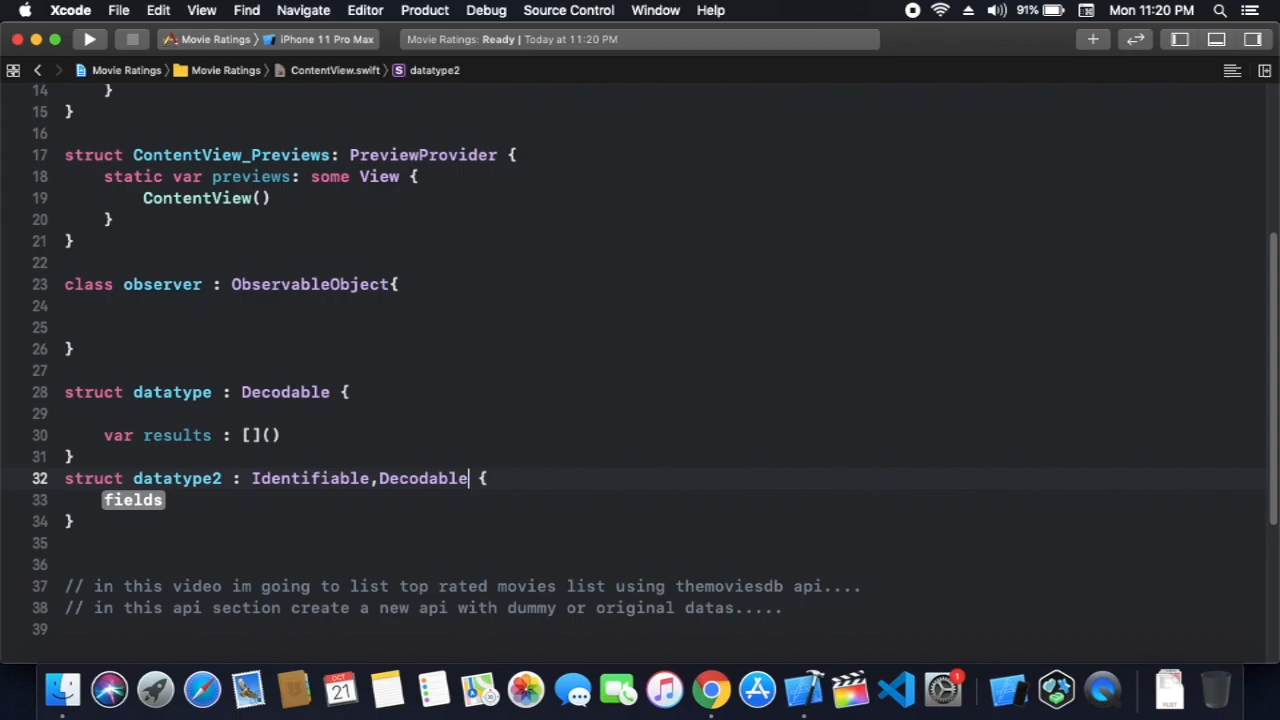 Xcode File Edit View Find Navigate Editor Product Debug Source Control Window Help 91% Mon 11:20 PM
Movie Ratings iPhone 11 Pro Max Movie Ratings: Ready | Today at 11:20 PM
Movie Ratings Movie Ratings ContentView.swift S datatype2
14 }
15 }
16
17 struct ContentView_Previews: PreviewProvider {
18 static var previews: some View {
19 ContentView()
20 }
21 }
22
23 class observer : ObservableObject{
24
25
26 }
27
28 struct datatype : Decodable {
29
30 var results : []()
31 }
32 struct datatype2 : Identifiable,Decodable {
33 fields
34 }
35
36
37 // in this video im going to list top rated movies list using themoviesdb api....
38 // in this api section create a new api with dummy or original datas.....
39
OCT
21
1